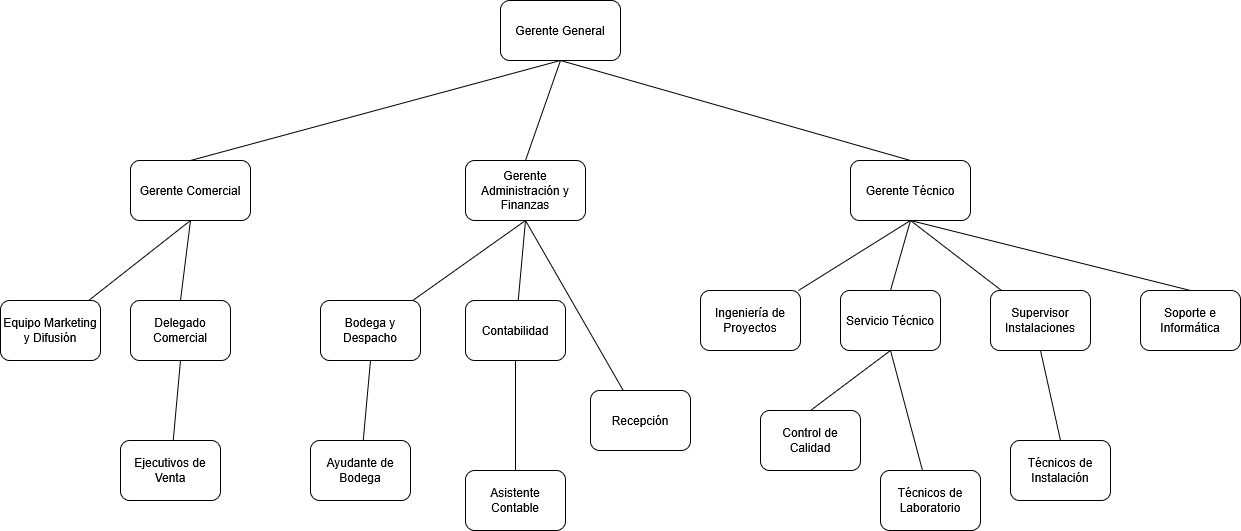 Gerente General
Gerente Comercial
Gerente
Administración y
Finanzas
Gerente Técnico
Equipo Marketing
y Difusión
Delegado
Comercial
Bodega y
Despacho
Contabilidad
Ingeniería de
Proyectos
Servicio Técnico
Supervisor
Instalaciones
Soporte e
Informática
Recepción
Control de
Calidad
Ejecutivos de
Venta
Ayudante de
Bodega
Asistente
Contable
Técnicos de
Laboratorio
Técnicos de
Instalación